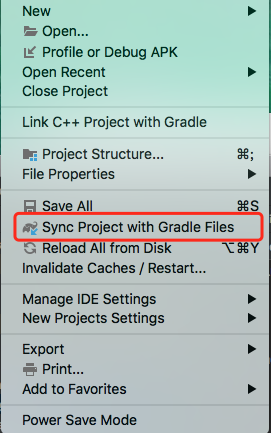 New
Open...
Profile or Debug APK
Open Recent
Close Project
Link C++ Project with Gradle
Project Structure... ⌘;
File Properties
Save All ⌘S
Sync Project with Gradle Files
Reload All from Disk ⌥⌘Y
Invalidate Caches / Restart...
Manage IDE Settings
New Projects Settings
Export
Print...
Add to Favorites
Power Save Mode